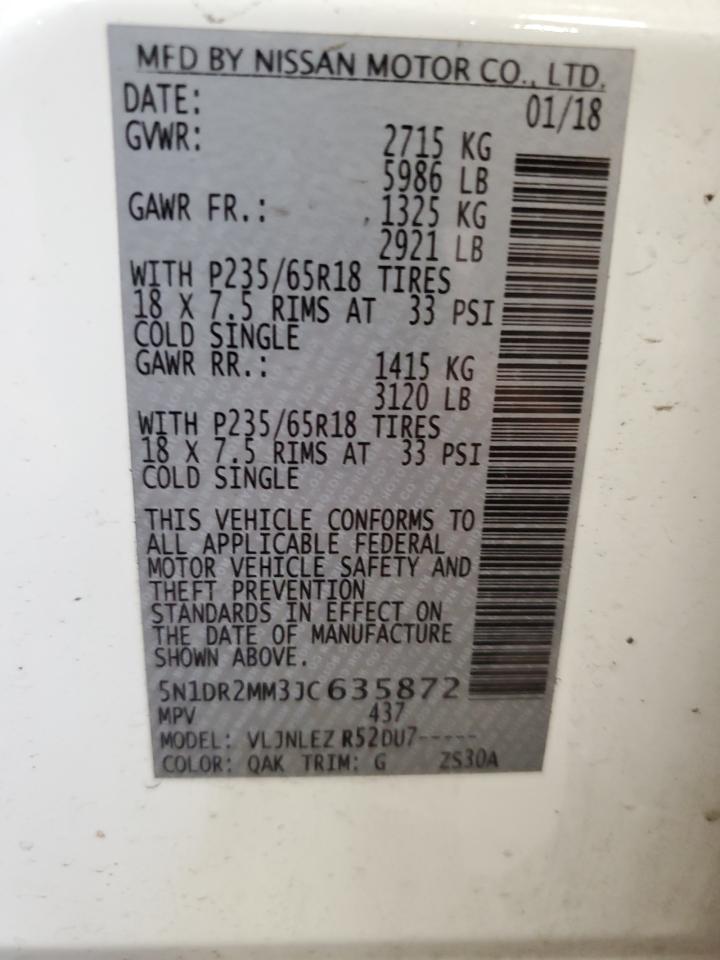 MFD BY NISSAN MOTOR CO., LTD.
DATE: 01/18
GVWR: 2715 KG
5986 LB
GAWR FR.: 1325 KG
2921 LB
WITH P235/65R18 TIRES
18 X 7.5 RIMS AT 33 PSI
COLD SINGLE
GAWR RR.: 1415 KG
3120 LB
WITH P235/65R18 TIRES
18 X 7.5 RIMS AT 33 PSI
COLD SINGLE
THIS VEHICLE CONFORMS TO
ALL APPLICABLE FEDERAL
MOTOR VEHICLE SAFETY AND
THEFT PREVENTION
STANDARDS IN EFFECT ON
THE DATE OF MANUFACTURE
SHOWN ABOVE.
5N1DR2MM3JC635872
MPV 437
MODEL: VLJNLEZ R52DU7-----
COLOR: QAK TRIM: G ZS30A